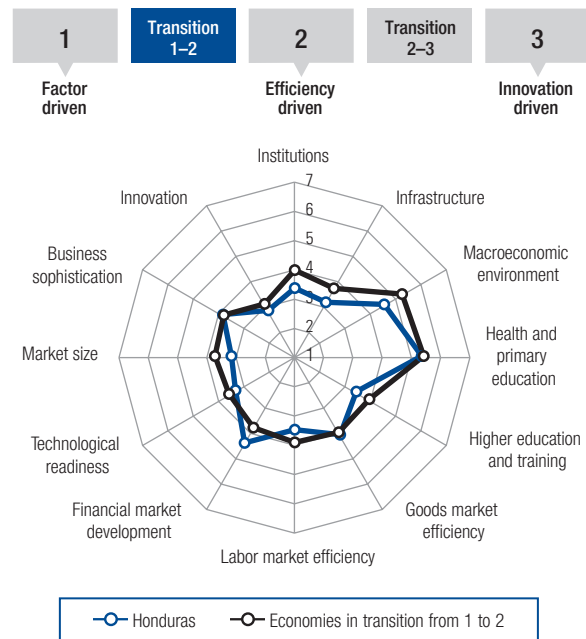 1
Transition
1–2
2
Transition
2–3
3
Factor
driven
Efficiency
driven
Innovation
driven
Institutions
Infrastructure
Macroeconomic
environment
Health and
primary
education
Higher education
and training
Goods market
efficiency
Labor market efficiency
Financial market
development
Technological
readiness
Market size
Business
sophistication
Innovation
7
6
5
4
3
2
1
Honduras
Economies in transition from 1 to 2